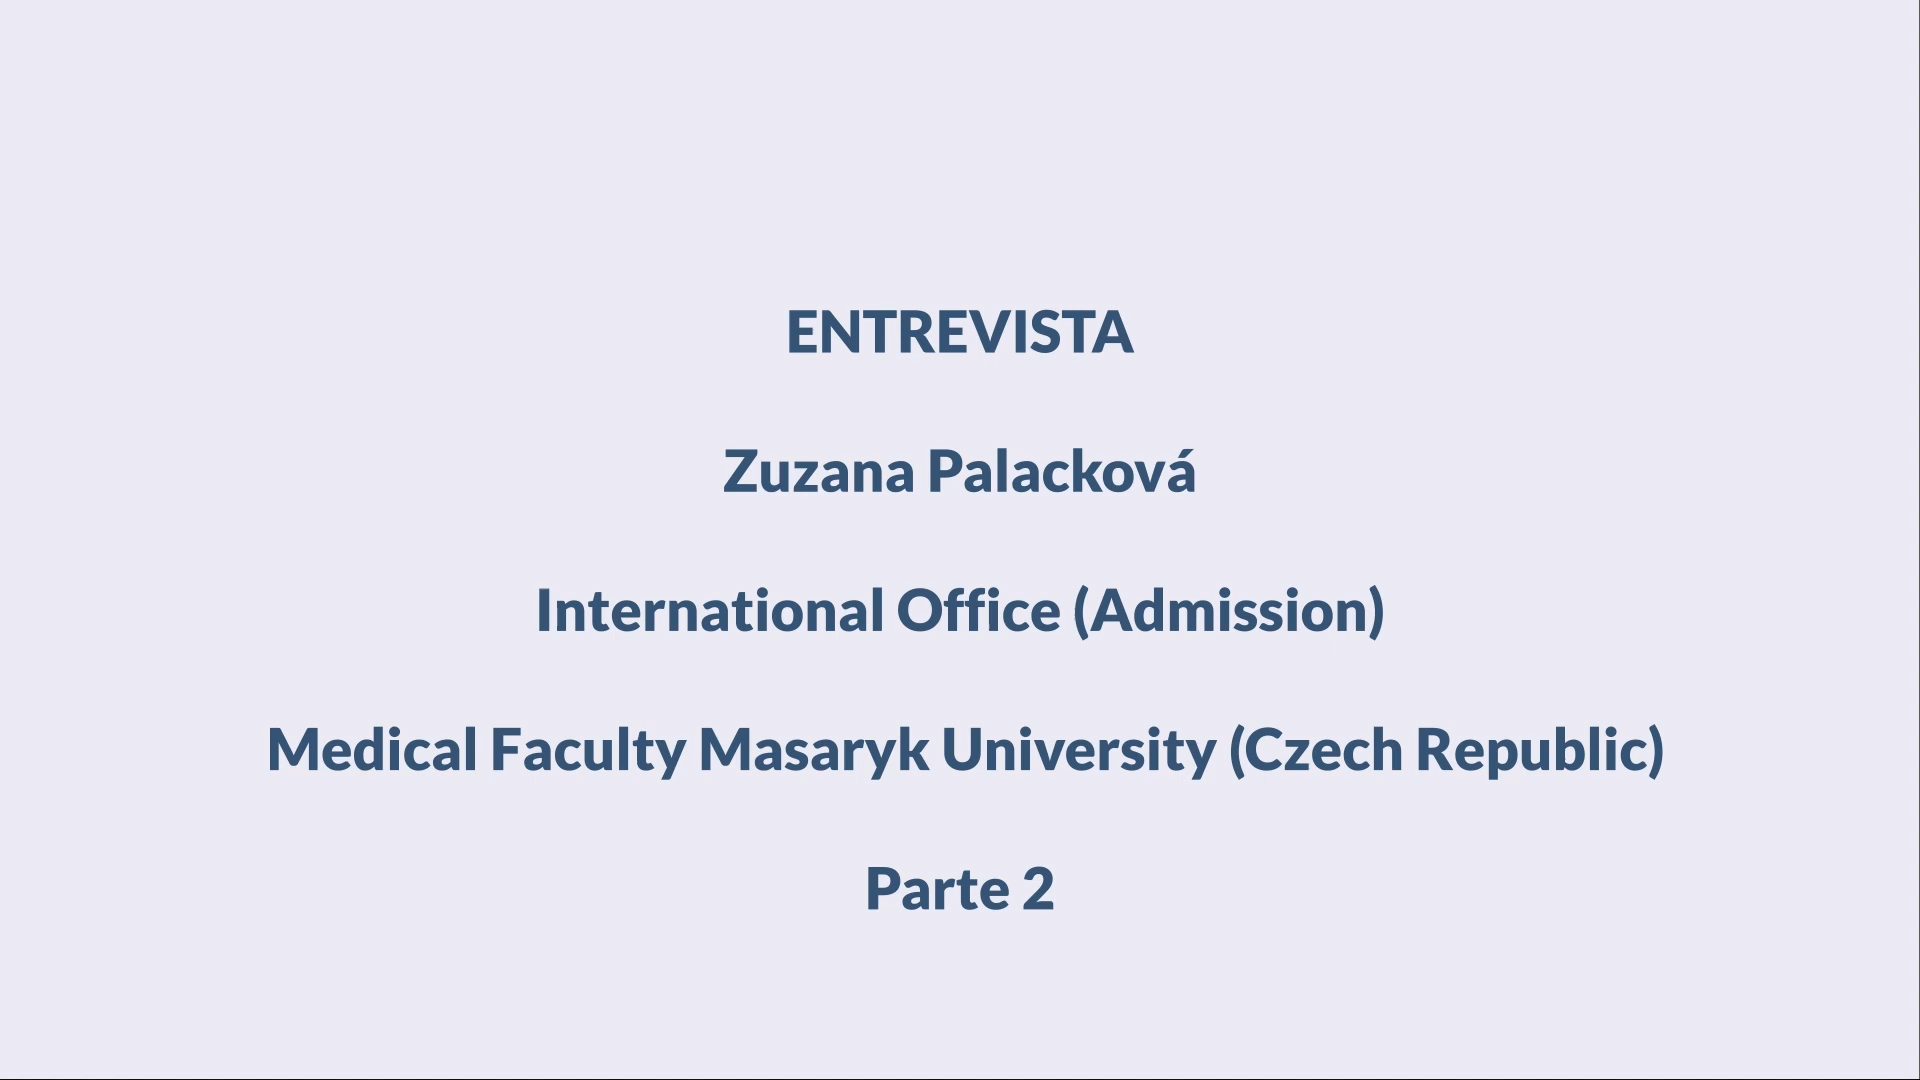 ENTREVISTA
Zuzana Palacková
International Office (Admission)
Medical Faculty Masaryk University (Czech Republic)
Parte 2